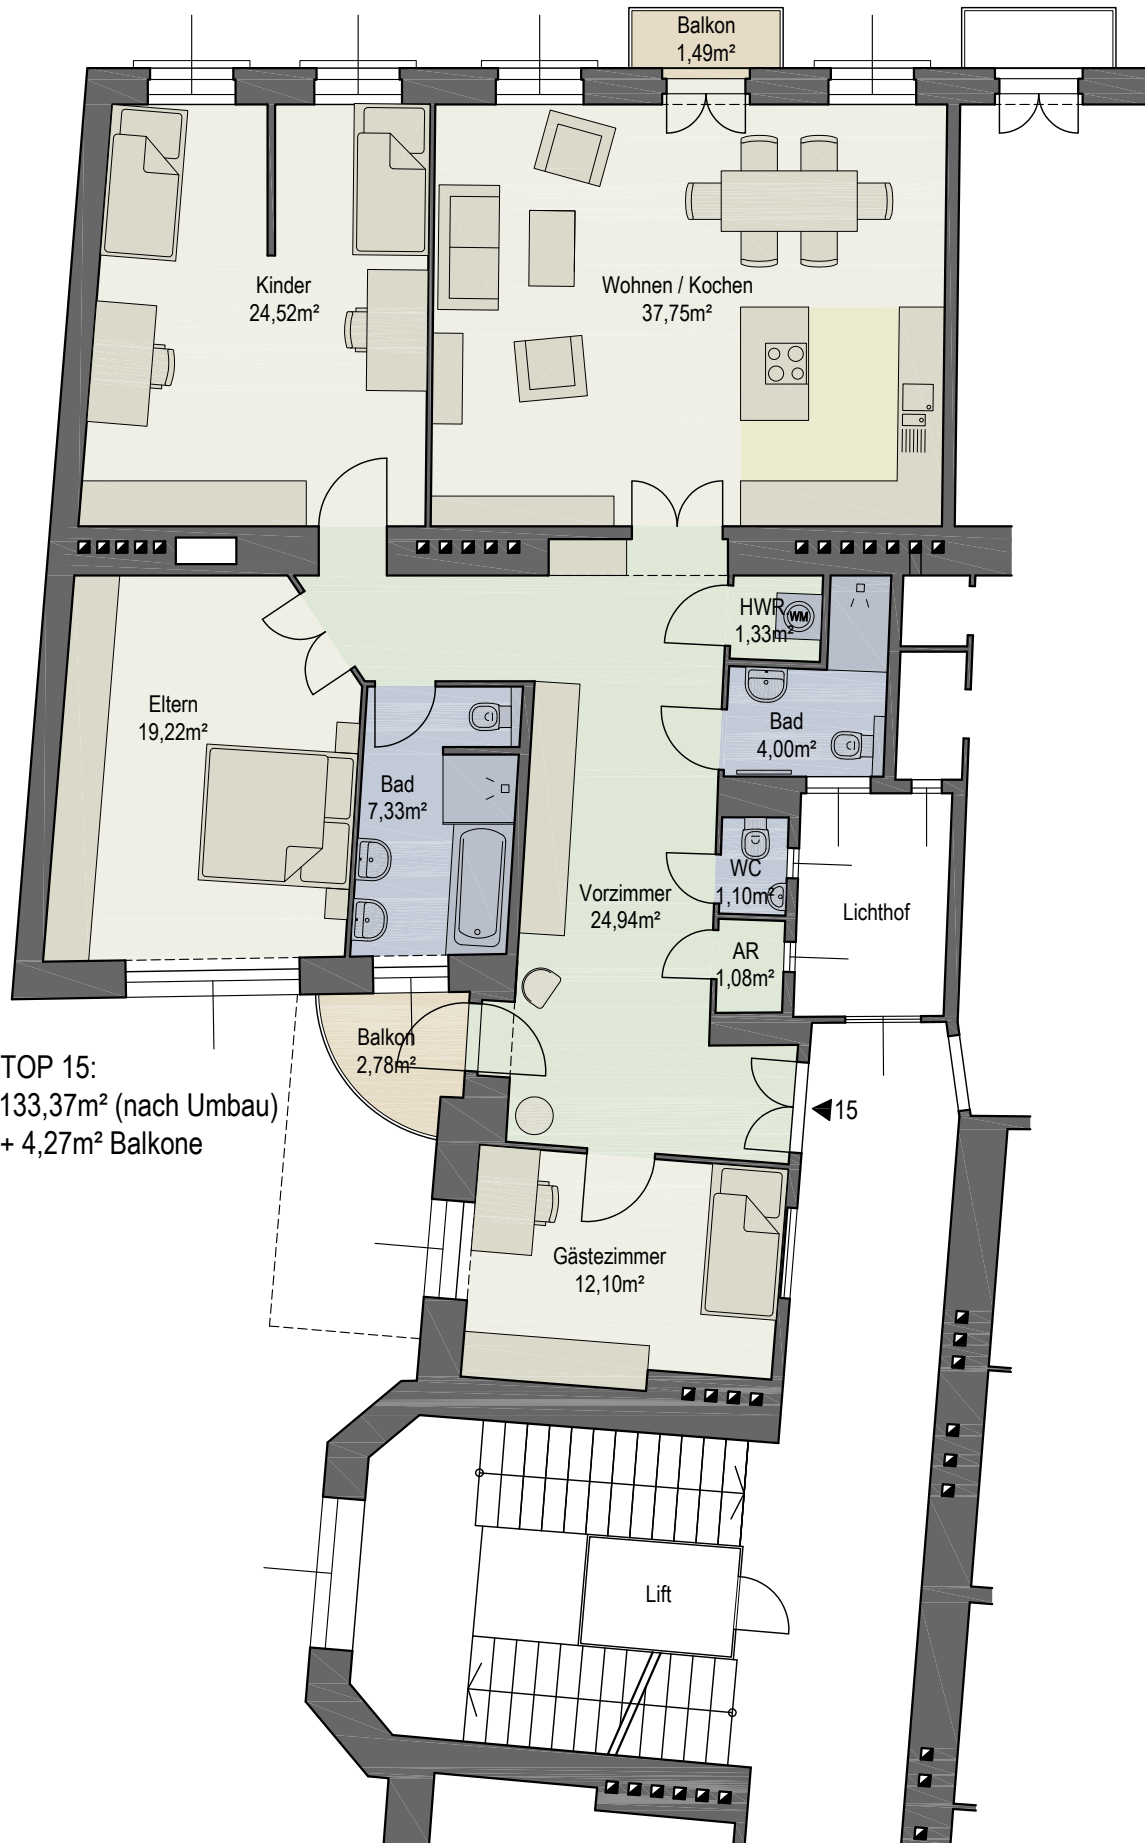 Balkon
1,49m²
Kinder
24,52m²
Wohnen / Kochen
37,75m²
HWR
WM
1,33m²
Eltern
19,22m²
Bad
4,00m²
Bad
7,33m²
WC
1,10m²
Vorzimmer
24,94m²
Lichthof
AR
1,08m²
Balkon
2,78m²
TOP 15:
133,37m² (nach Umbau)
+ 4,27m² Balkone
15
Gästezimmer
12,10m²
Lift